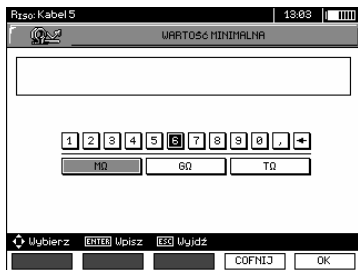 RISO: Kabel 5 13:03
WARTOŚĆ MINIMALNA
1 2 3 4 5 6 7 8 9 0 ,
MΩ GΩ TΩ
Wybierz ENTER Wpisz ESC Wyjdź
COFNIJ OK